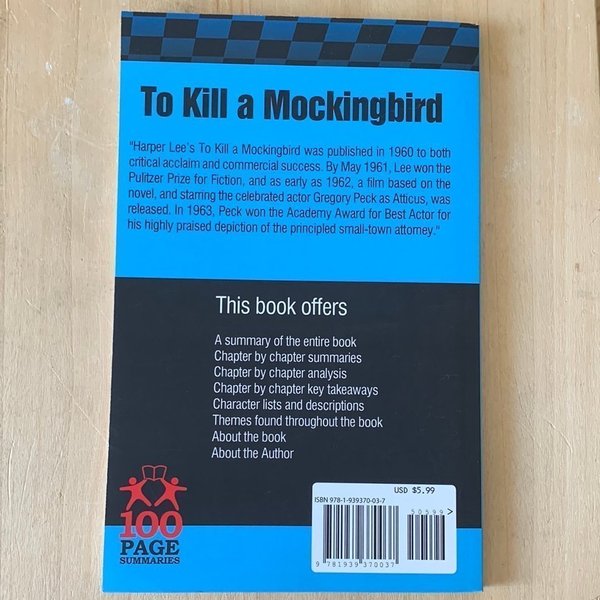 To Kill a Mockingbird
"Harper Lee's To Kill a Mockingbird was published in 1960 to both
critical acclaim and commercial success. By May 1961, Lee won the
Pulitzer Prize for Fiction, and as early as 1962, a film based on the
novel, and starring the celebrated actor Gregory Peck as Atticus, was
released. In 1963, Peck won the Academy Award for Best Actor for
his highly praised depiction of the principled small-town attorney."
This book offers
A summary of the entire book
Chapter by chapter summaries
Chapter by chapter analysis
Chapter by chapter key takeaways
Character lists and descriptions
Themes found throughout the book
About the book
About the Author
100
PAGE
SUMMARIES
USD $5.99
ISBN 978-1-939370-03-7
50599>
9 781939 370037